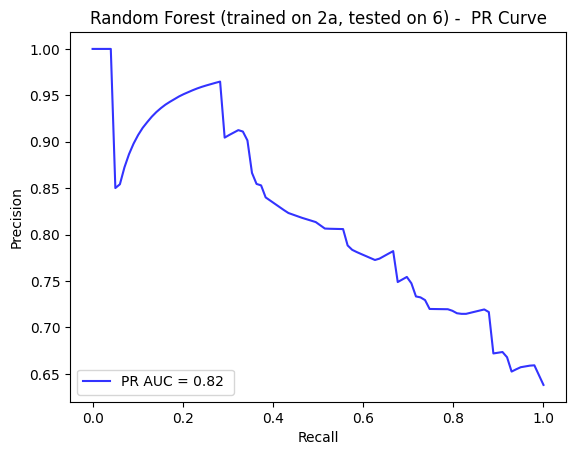 Random Forest (trained on 2a, tested on 6) -  PR Curve
1.00
0.95
0.90
0.85
0.80
0.75
0.70
0.65
Precision
PR AUC = 0.82
0.0 0.2 0.4 0.6 0.8 1.0
Recall